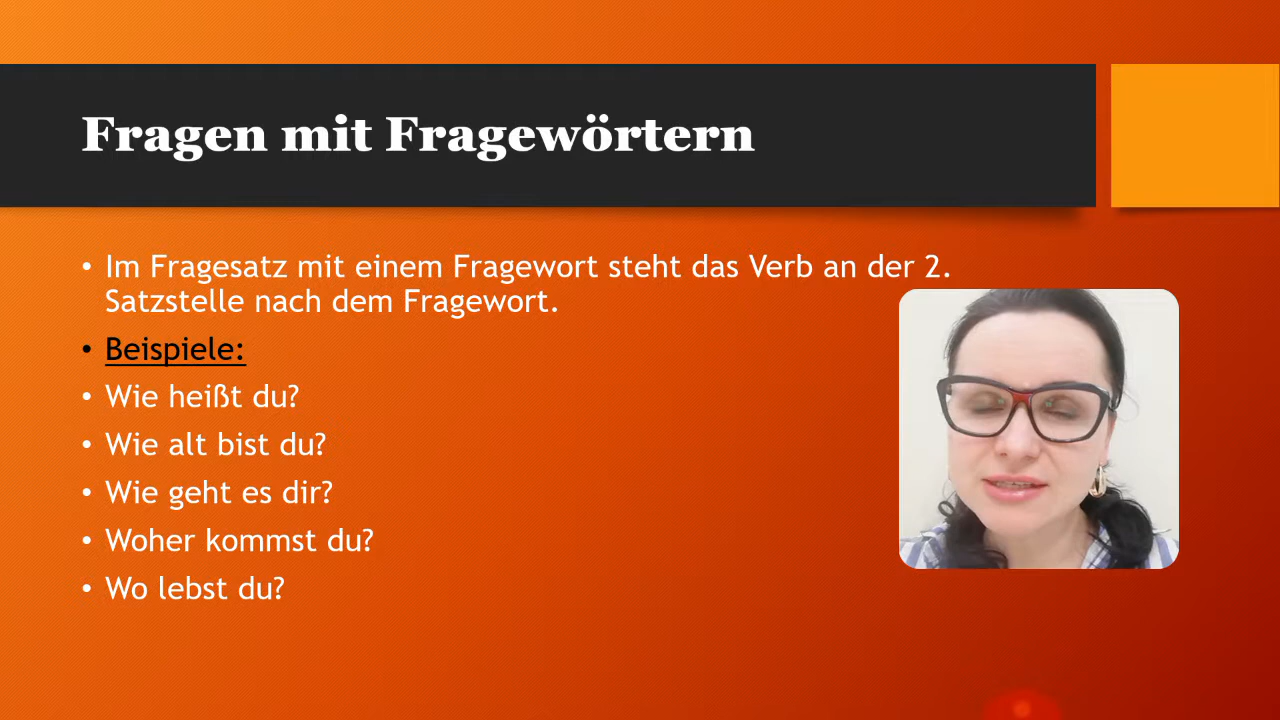 Fragen mit Fragewörtern
• Im Fragesatz mit einem Fragewort steht das Verb an der 2.
Satzstelle nach dem Fragewort.
• Beispiele:
• Wie heißt du?
• Wie alt bist du?
• Wie geht es dir?
• Woher kommst du?
• Wo lebst du?